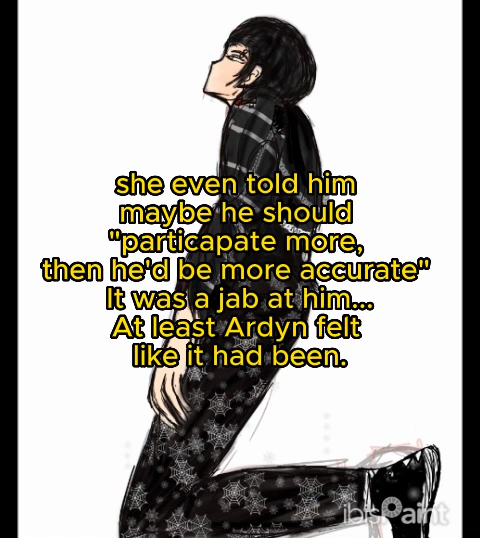 she even told him
maybe he should
"particapate more,
then he'd be more accurate"
It was a jab at him...
At least Ardyn felt
like it had been.
ibisPaint